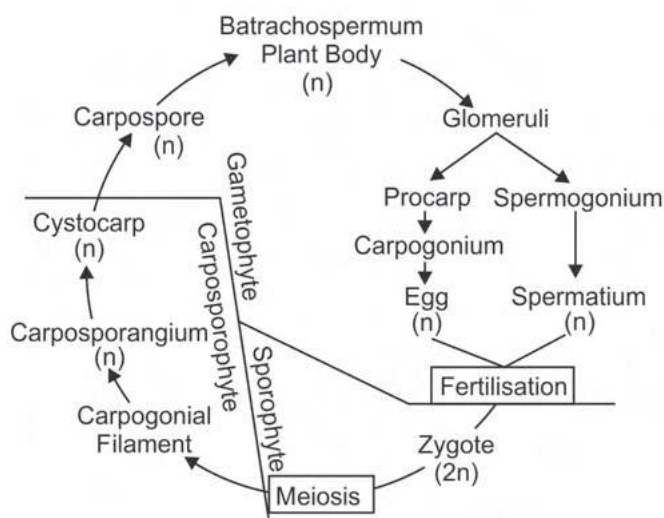 Batrachospermum
Plant Body
(n)
Carpospore
(n)
Glomeruli
Gametophyte
Procarp
Spermogonium
Cystocarp
(n)
Carposporophyte
Carpogonium
Egg
(n)
Spermatium
(n)
Carposporangium
(n)
Sporophyte
Fertilisation
Carpogonial
Filament
Zygote
(2n)
Meiosis